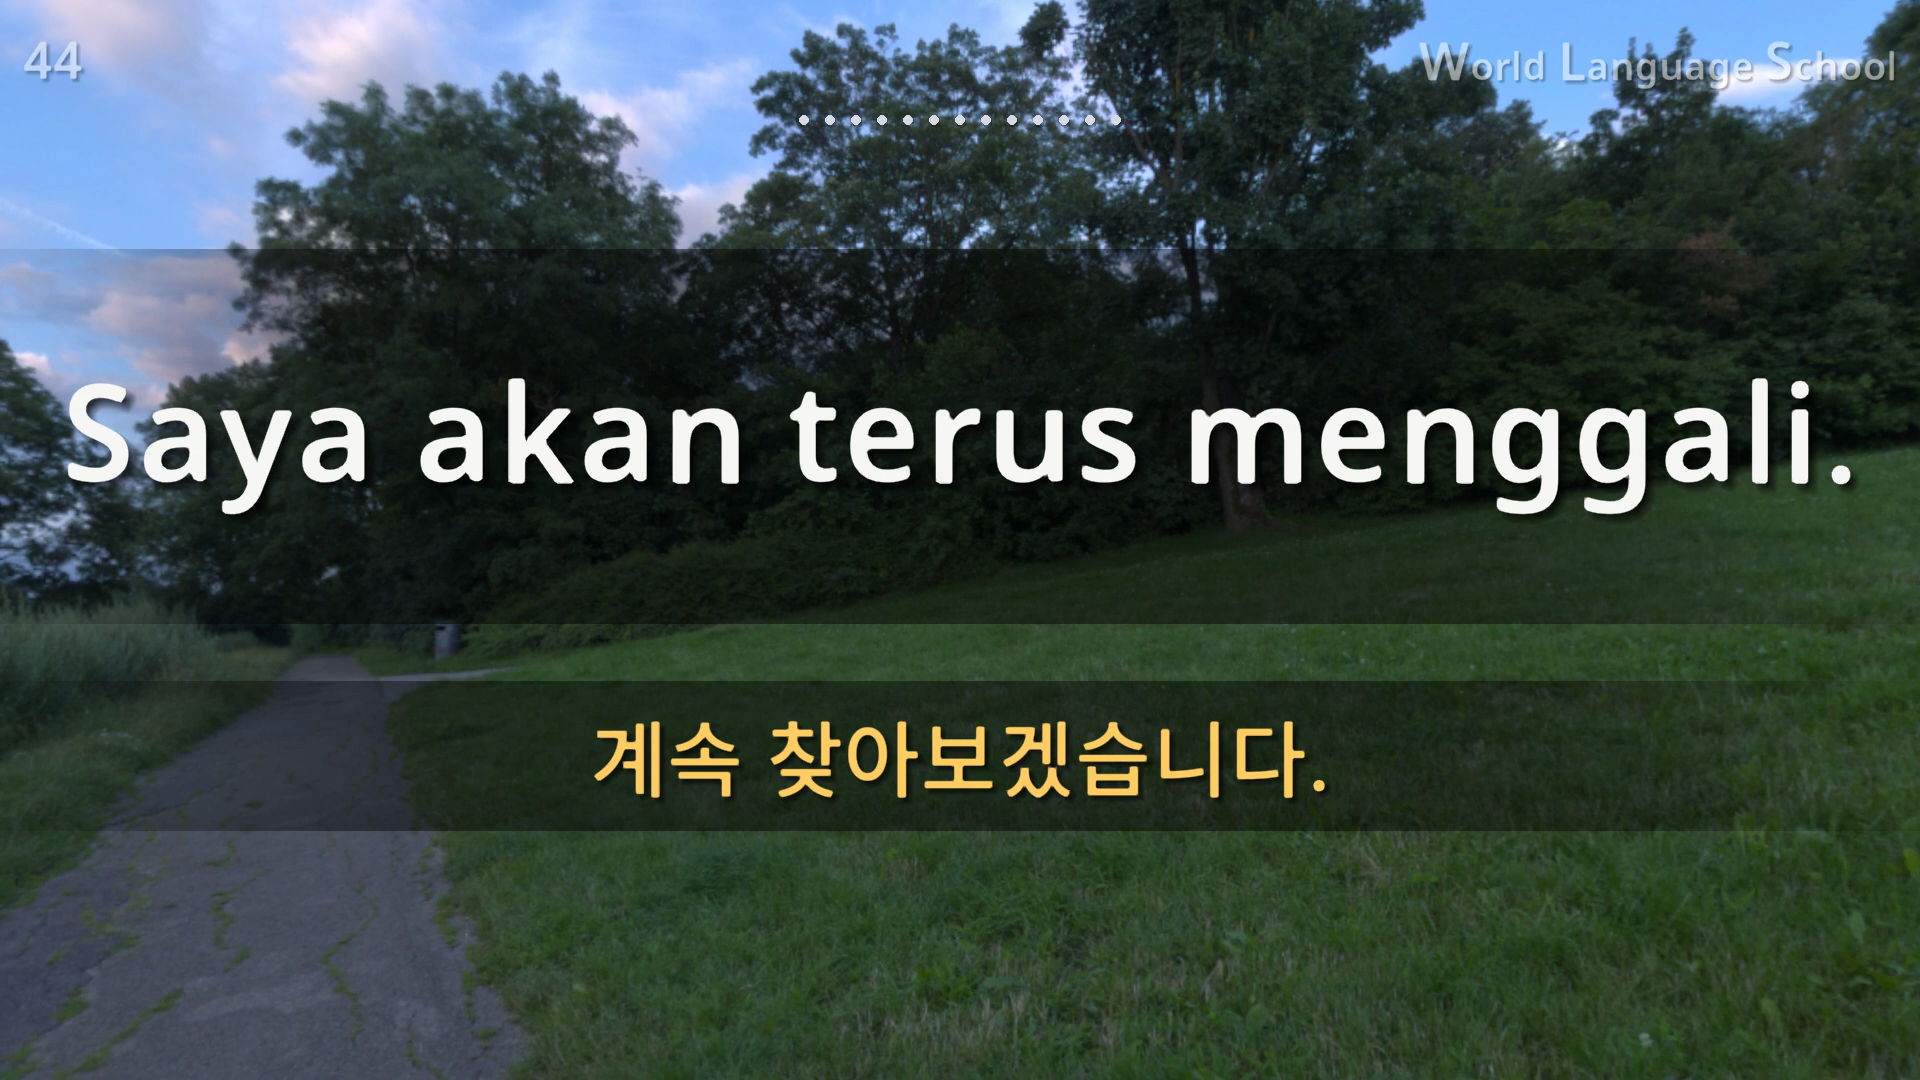 44
World Language School
Saya akan terus menggali.
계속 찾아보겠습니다.